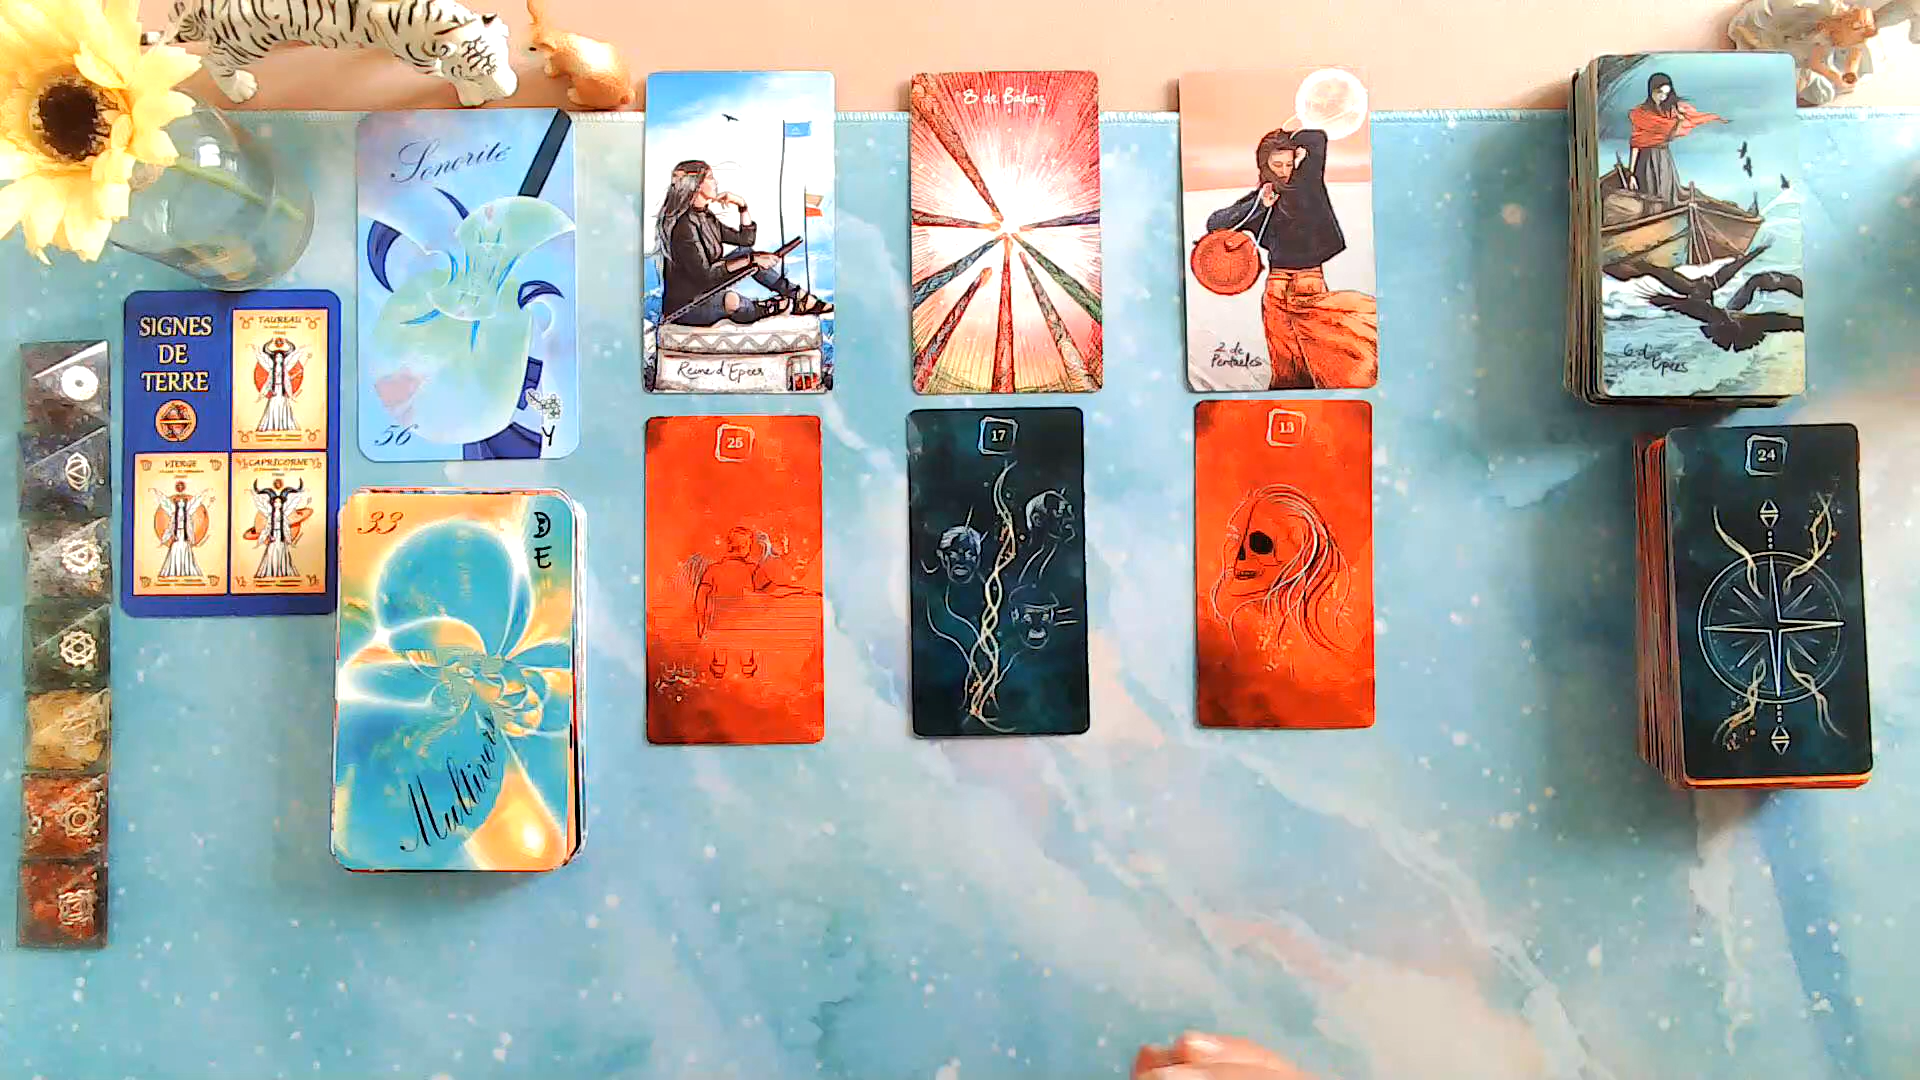 SIGNES
DE
TERRE
TAUREAU
VIERGE
CAPRICORNE
Sonorité
56
Y
33
D
E
Multivers
Reine d'Epées
8 de Bâtons
2 de
Pentacles
6 d'
Epées
25
17
13
24